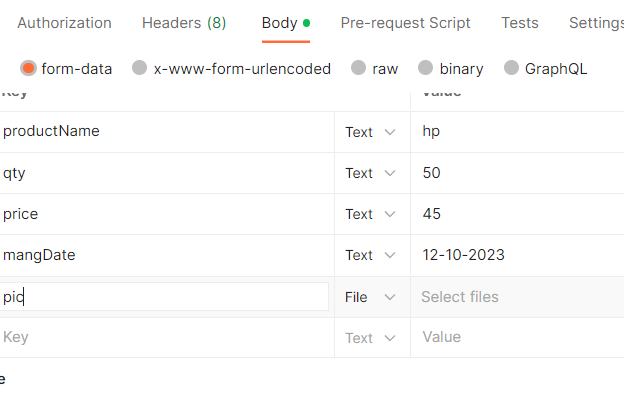 Authorization Headers (8) Body Pre-request Script Tests Settings
form-data x-www-form-urlencoded raw binary GraphQL
Key Value
productName Text hp
qty Text 50
price Text 45
mangDate Text 12-10-2023
pic File Select files
Key Text Value
e